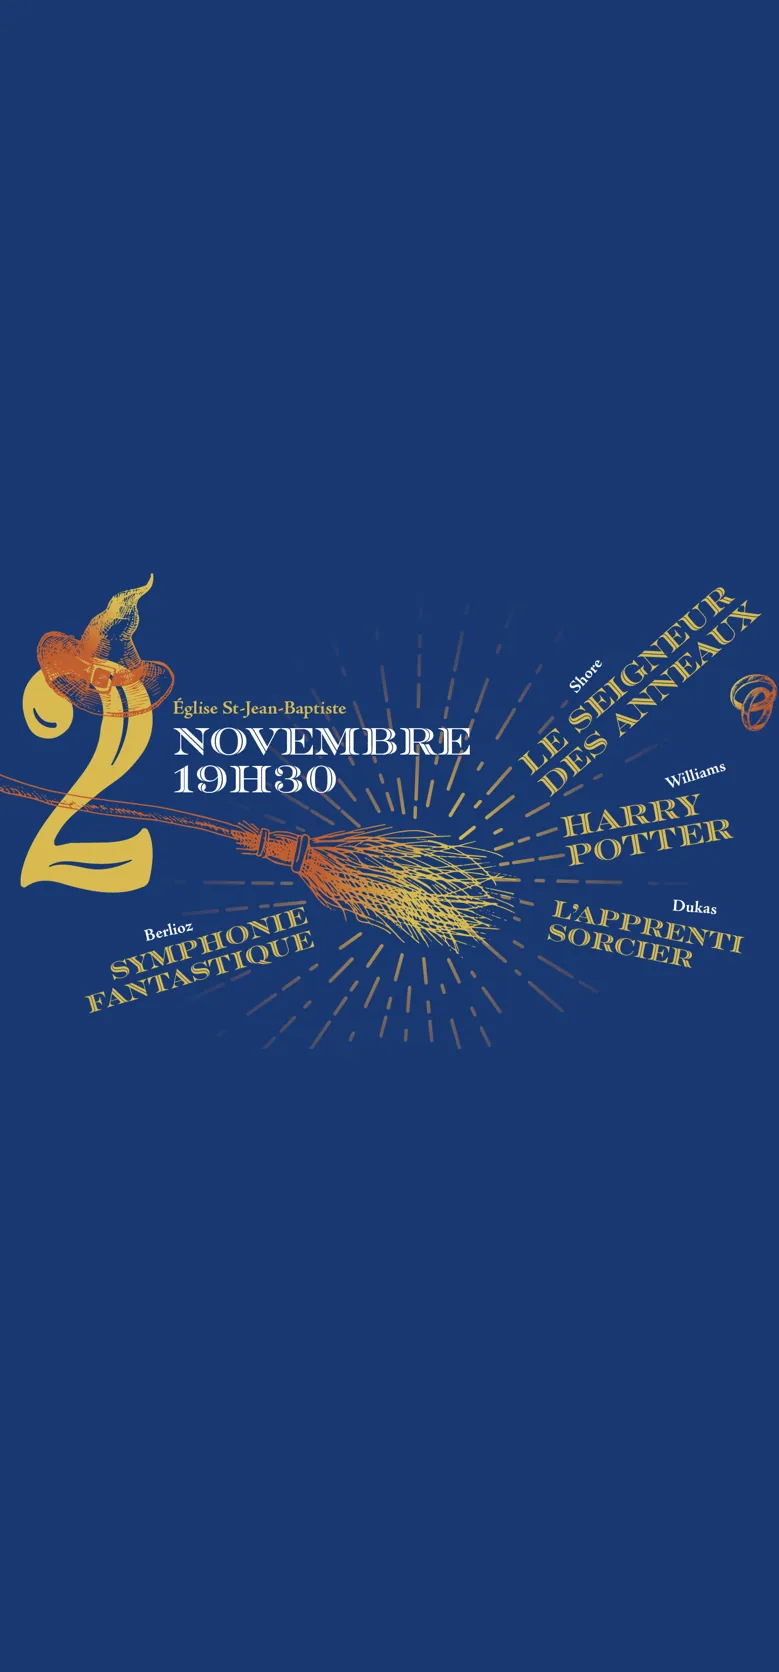 2
Église St-Jean-Baptiste
NOVEMBRE
19H30
Shore
LE SEIGNEUR
DES ANNEAUX
Williams
HARRY
POTTER
Dukas
L'APPRENTI
SORCIER
Berlioz
SYMPHONIE
FANTASTIQUE